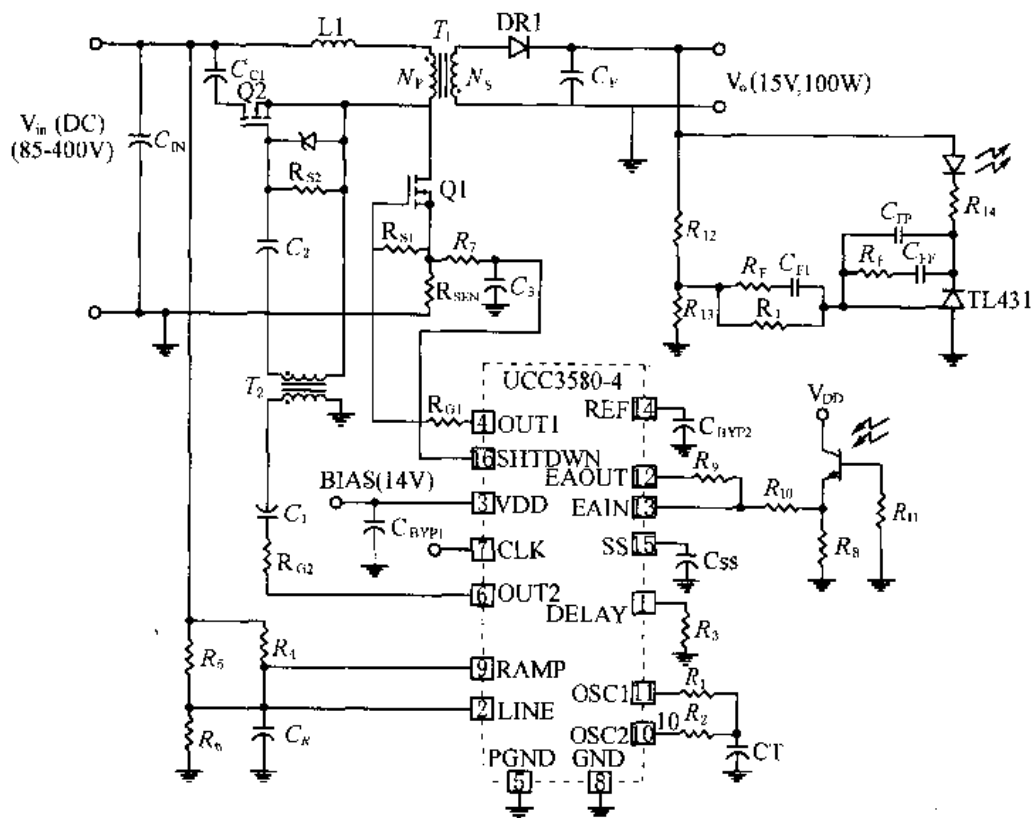 L1
T1
DR1
CC1
Q2
NP
NS
CF
Vo (15V,100W)
Vin (DC)
(85-400V)
CIN
RS2
Q1
C2
RS1
R7
RSEN
C3
R12
R13
R14
CFP
Rf
CFF
RF
CF1
R1
TL431
T2
UCC3580-4
RG1
4 OUT1
REF 14
CBYP2
VDD
16 SHTDWN
EAOUT 12
R9
BIAS(14V)
3 VDD
EAIN 13
R10
R11
C1
CBYP1
7 CLK
SS 15
CSS
R8
RG2
6 OUT2
DELAY 1
R3
R5
R4
9 RAMP
OSC1 11
R1
2 LINE
OSC2 10
10
R2
R6
CR
CT
PGND
GND
5
8